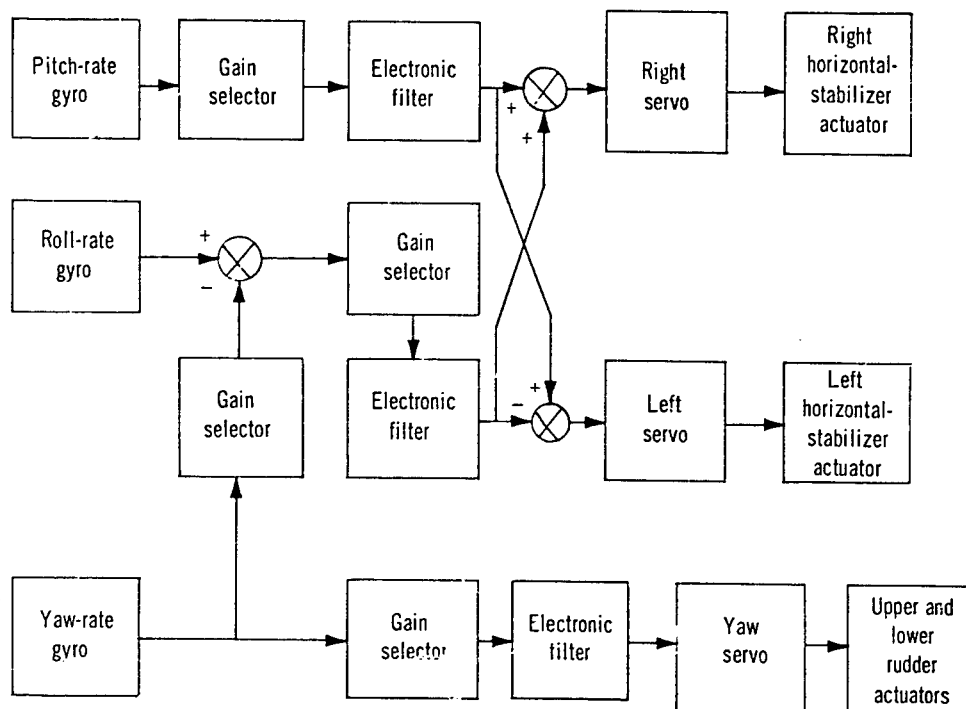 Pitch-rate
gyro
Gain
selector
Electronic
filter
+
+
Right
servo
Right
horizontal-
stabilizer
actuator
Roll-rate
gyro
+
−
Gain
selector
Gain
selector
Electronic
filter
−
+
Left
servo
Left
horizontal-
stabilizer
actuator
Yaw-rate
gyro
Gain
selector
Electronic
filter
Yaw
servo
Upper and
lower
rudder
actuators